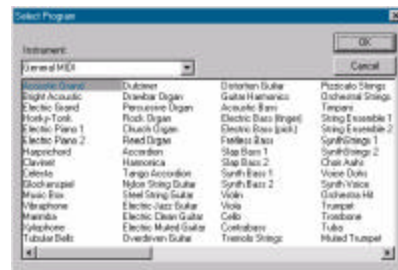 Select Program
Instrument:
General MIDI
OK
Cancel
Acoustic Grand Dulcimer Distortion Guitar Pizzicato Strings
Bright Acoustic Drawbar Organ Guitar Harmonics Orchestral Strings
Electric Grand Percussive Organ Acoustic Bass Timpani
Honky-Tonk Rock Organ Electric Bass (finger) String Ensemble 1
Electric Piano 1 Church Organ Electric Bass (pick) String Ensemble 2
Electric Piano 2 Reed Organ Fretless Bass SynthStrings 1
Harpsichord Accordion Slap Bass 1 SynthStrings 2
Clavinet Harmonica Slap Bass 2 Choir Aahs
Celesta Tango Accordion Synth Bass 1 Voice Oohs
Glockenspiel Nylon String Guitar Synth Bass 2 Synth Voice
Music Box Steel String Guitar Violin Orchestra Hit
Vibraphone Electric Jazz Guitar Viola Trumpet
Marimba Electric Clean Guitar Cello Trombone
Xylophone Electric Muted Guitar Contrabass Tuba
Tubular Bells Overdriven Guitar Tremolo Strings Muted Trumpet